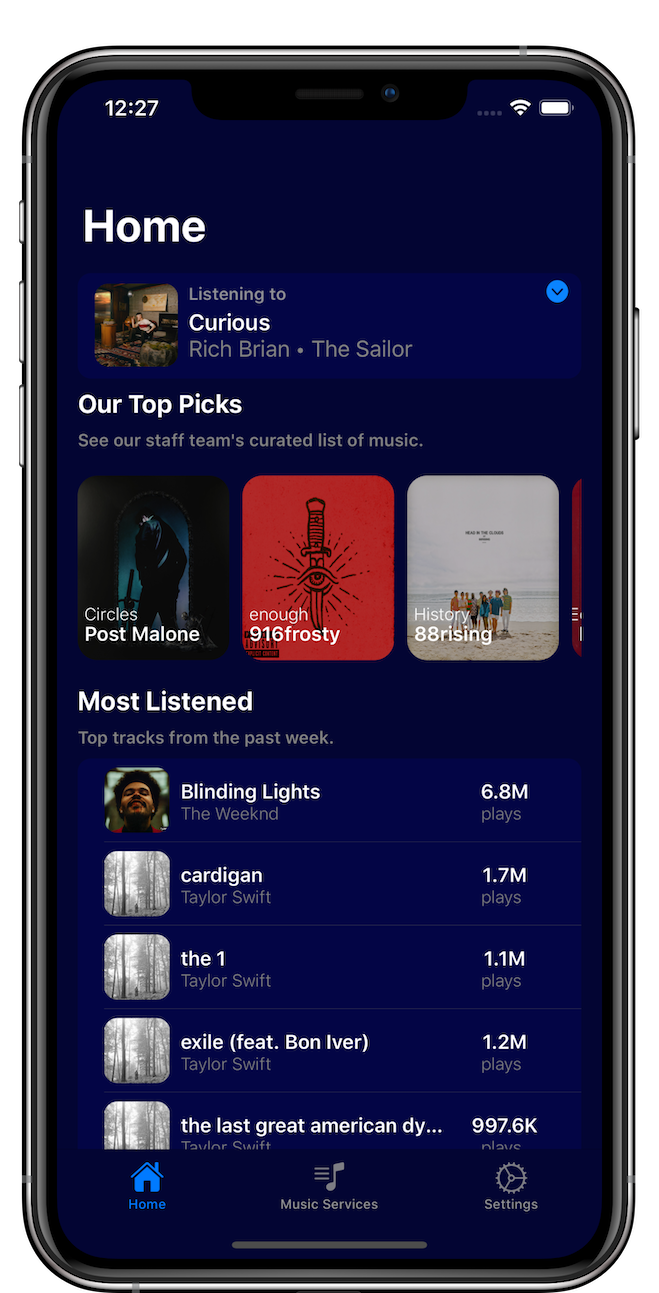 12:27
Home
Listening to
Curious
Rich Brian • The Sailor
Our Top Picks
See our staff team's curated list of music.
HEAD IN THE CLOUDS
Circles
Post Malone
enough
916frosty
History
88rising
Most Listened
Top tracks from the past week.
Blinding Lights
6.8M
The Weeknd
plays
cardigan
1.7M
Taylor Swift
plays
the 1
1.1M
Taylor Swift
plays
exile (feat. Bon Iver)
1.2M
Taylor Swift
plays
the last great american dy...
997.6K
Taylor Swift
plays
Home
Music Services
Settings